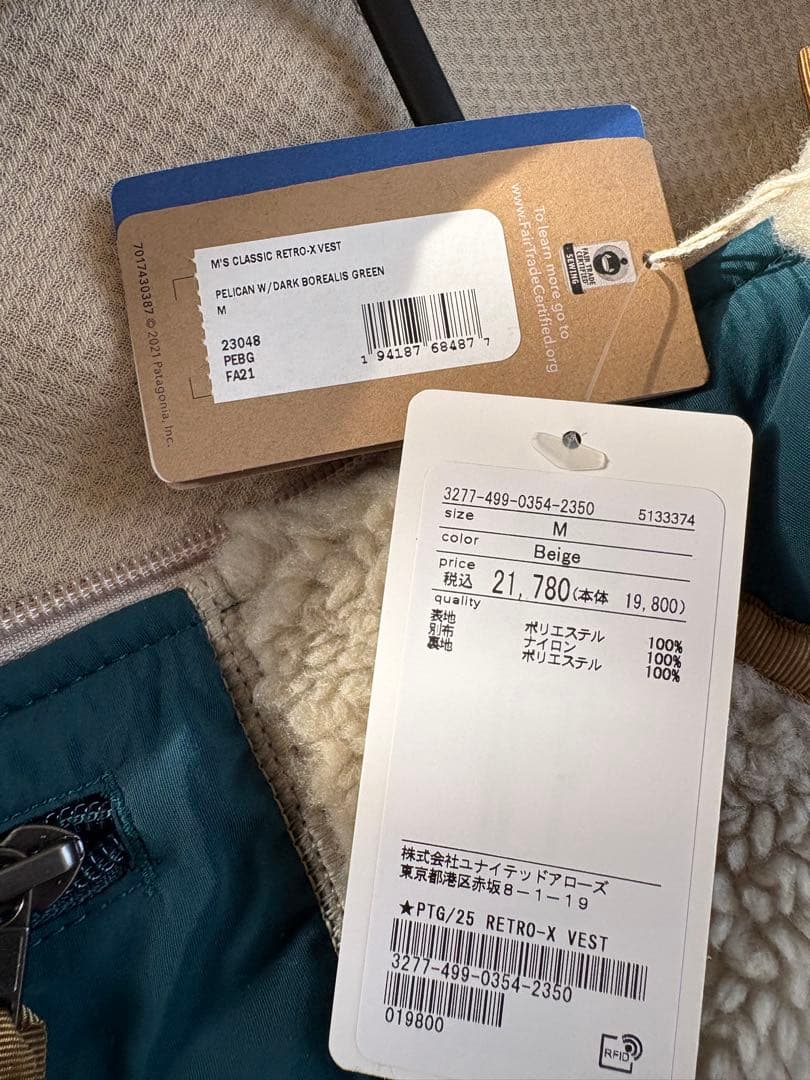 M'S CLASSIC RETRO-X VEST
PELICAN W/DARK BOREALIS GREEN
M
23048
PEBG
FA21
1 94187 68487 7
7017430387 © 2021 Patagonia, Inc.
To learn more go to
www.FairTradeCertified.org
FAIR TRADE
CERTIFIED
SEWING
3277-499-0354-2350 5133374
size M
color Beige
price
税込 21,780(本体 19,800)
quality
表地 ポリエステル 100%
別布 ナイロン 100%
裏地 ポリエステル 100%
株式会社ユナイテッドアローズ
東京都港区赤坂8-1-19
★PTG/25 RETRO-X VEST
3277-499-0354-2350
019800
RFID